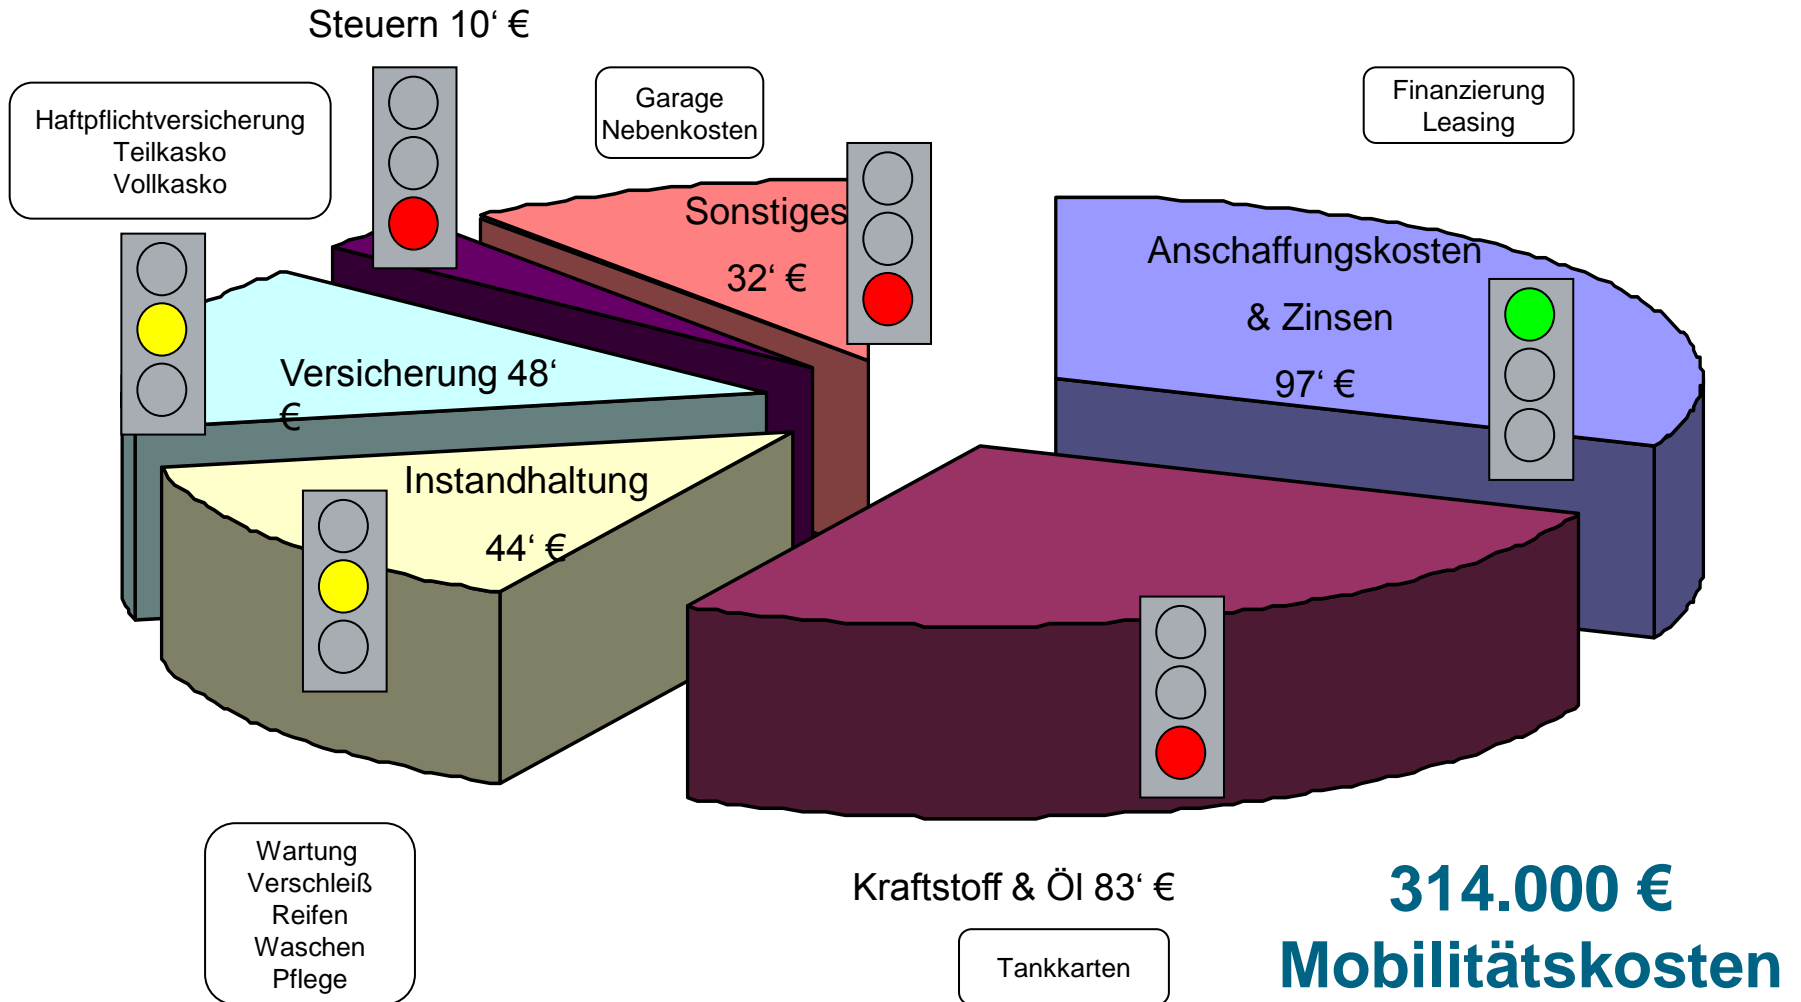 Steuern 10‘ €
Haftpflichtversicherung
Teilkasko
Vollkasko
Garage
Nebenkosten
Finanzierung
Leasing
Sonstiges
32‘ €
Anschaffungskosten
& Zinsen
97‘ €
Versicherung 48‘
€
Instandhaltung
44‘ €
Wartung
Verschleiß
Reifen
Waschen
Pflege
Kraftstoff & Öl 83‘ €
Tankkarten
314.000 €
Mobilitätskosten